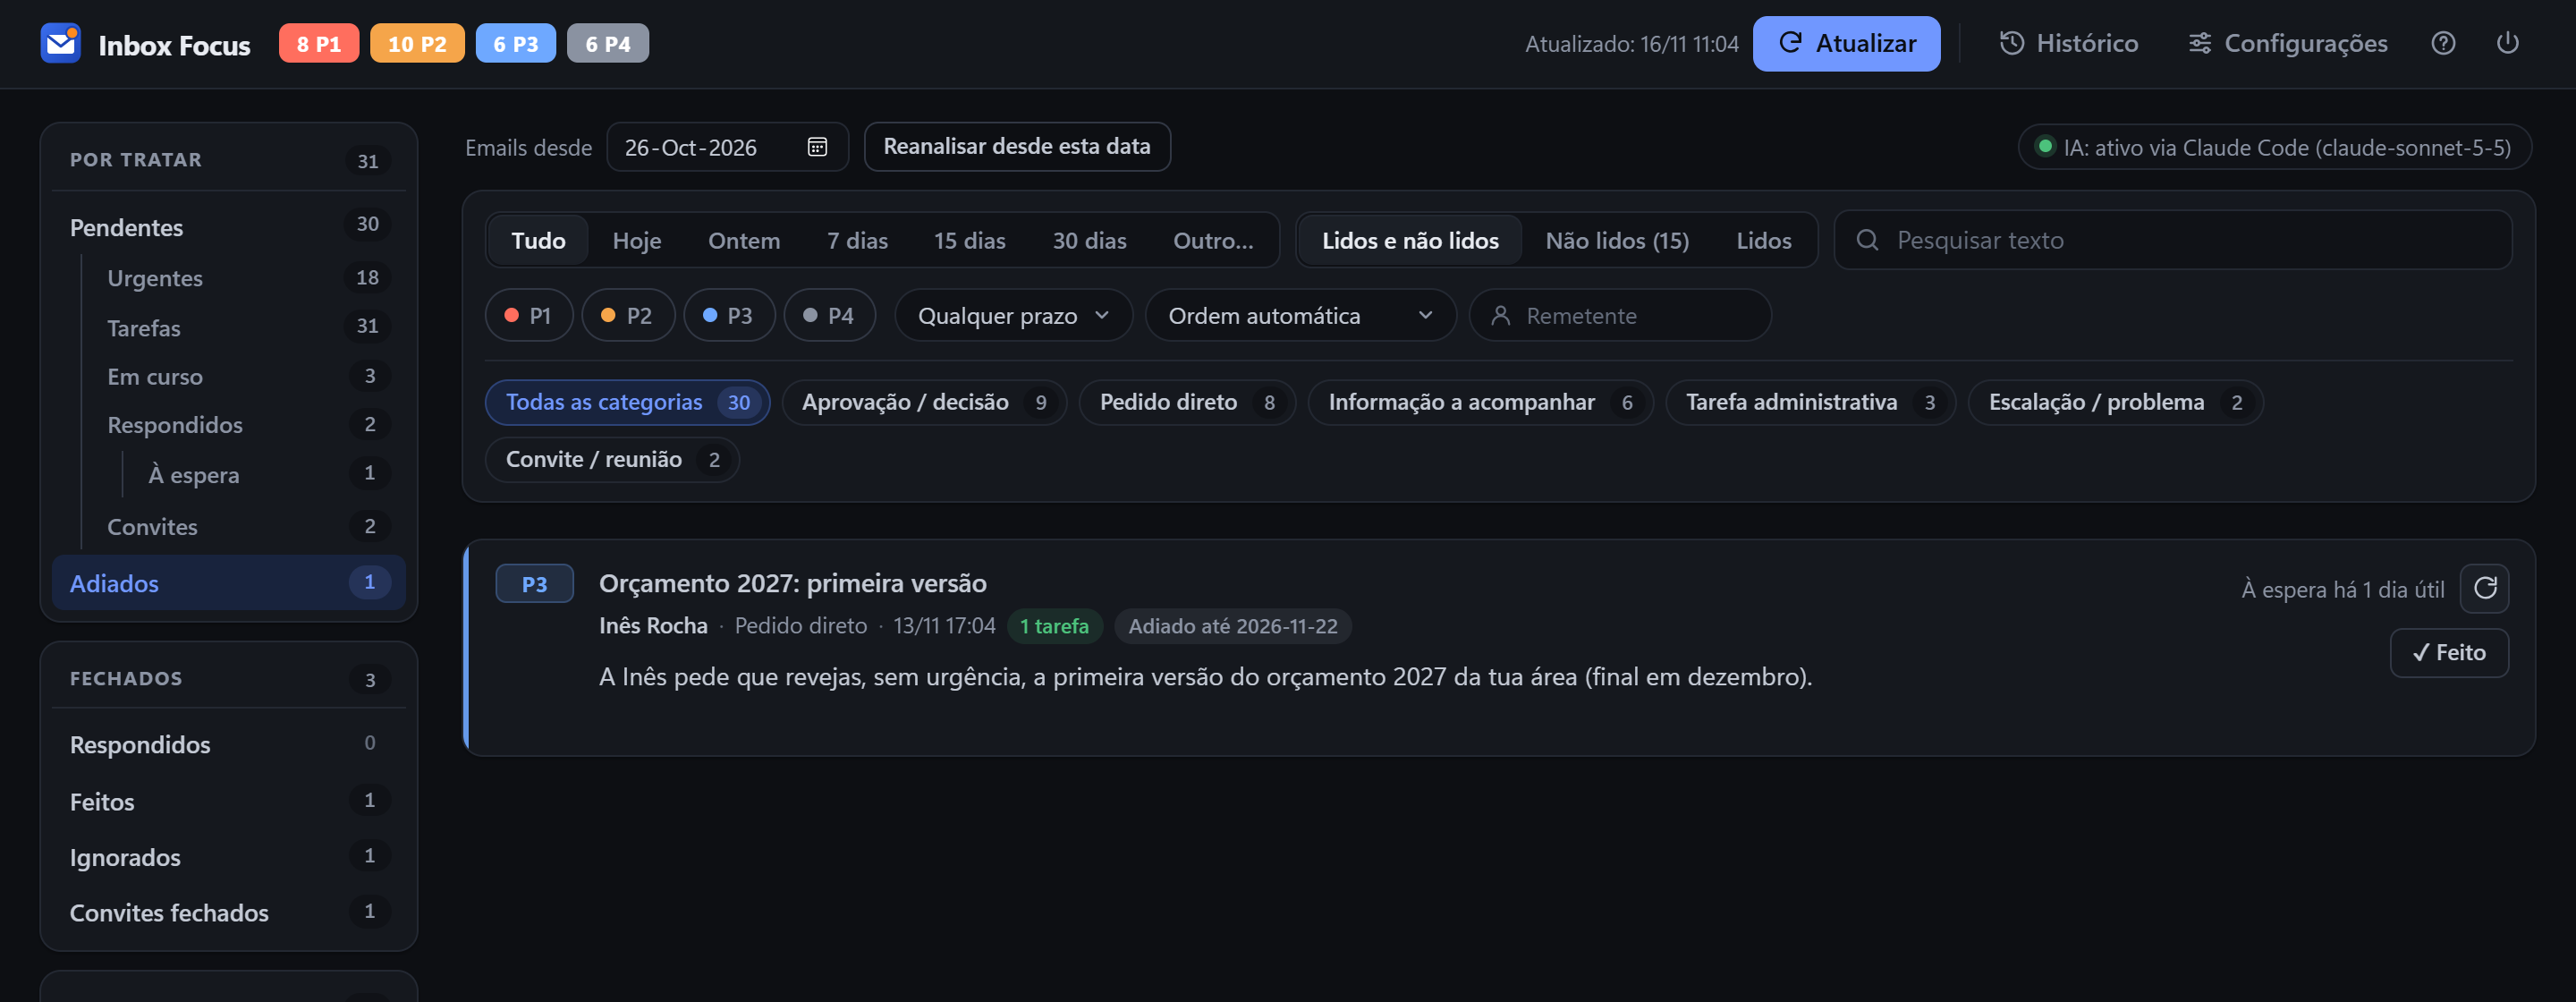 Inbox Focus
8 P1
10 P2
6 P3
6 P4
Atualizado: 16/11 11:04
Atualizar
Histórico
Configurações
POR TRATAR 31
Pendentes 30
Urgentes 18
Tarefas 31
Em curso 3
Respondidos 2
À espera 1
Convites 2
Adiados 1
FECHADOS 3
Respondidos 0
Feitos 1
Ignorados 1
Convites fechados 1
Emails desde 26-Oct-2026 Reanalisar desde esta data
IA: ativo via Claude Code (claude-sonnet-5-5)
Tudo Hoje Ontem 7 dias 15 dias 30 dias Outro...
Lidos e não lidos Não lidos (15) Lidos
Pesquisar texto
P1 P2 P3 P4 Qualquer prazo Ordem automática Remetente
Todas as categorias 30 Aprovação / decisão 9 Pedido direto 8 Informação a acompanhar 6 Tarefa administrativa 3 Escalação / problema 2
Convite / reunião 2
P3 Orçamento 2027: primeira versão
Inês Rocha · Pedido direto · 13/11 17:04 1 tarefa Adiado até 2026-11-22
A Inês pede que revejas, sem urgência, a primeira versão do orçamento 2027 da tua área (final em dezembro).
À espera há 1 dia útil
✓ Feito